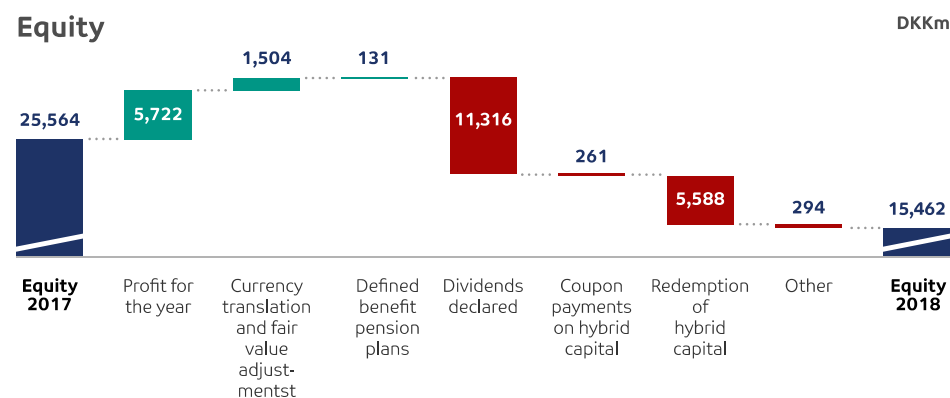 Equity
DKKm
25,564
5,722
1,504
131
11,316
261
5,588
294
15,462
Equity
2017
Profit for
the year
Currency
translation
and fair
value
adjust-
mentst
Defined
benefit
pension
plans
Dividends
declared
Coupon
payments
on hybrid
capital
Redemption
of
hybrid
capital
Other
Equity
2018